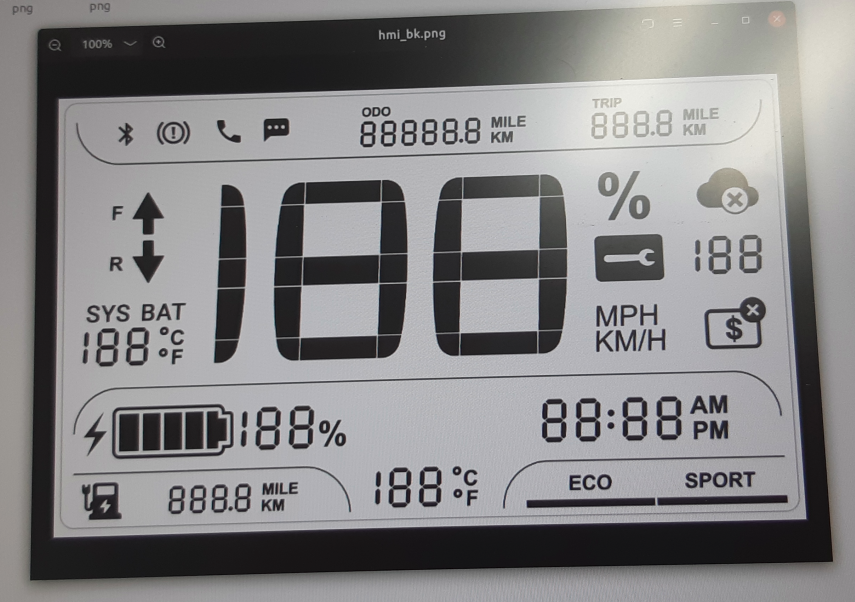 png
png
100%
hmi_bk.png
ODO
88888.8 MILE
KM
TRIP
888.8 MILE
KM
F
R
188
%
188
SYS BAT
188 °C
°F
MPH
KM/H
$
188%
88:88 AM
PM
888.8 MILE
KM
188 °C
°F
ECO
SPORT